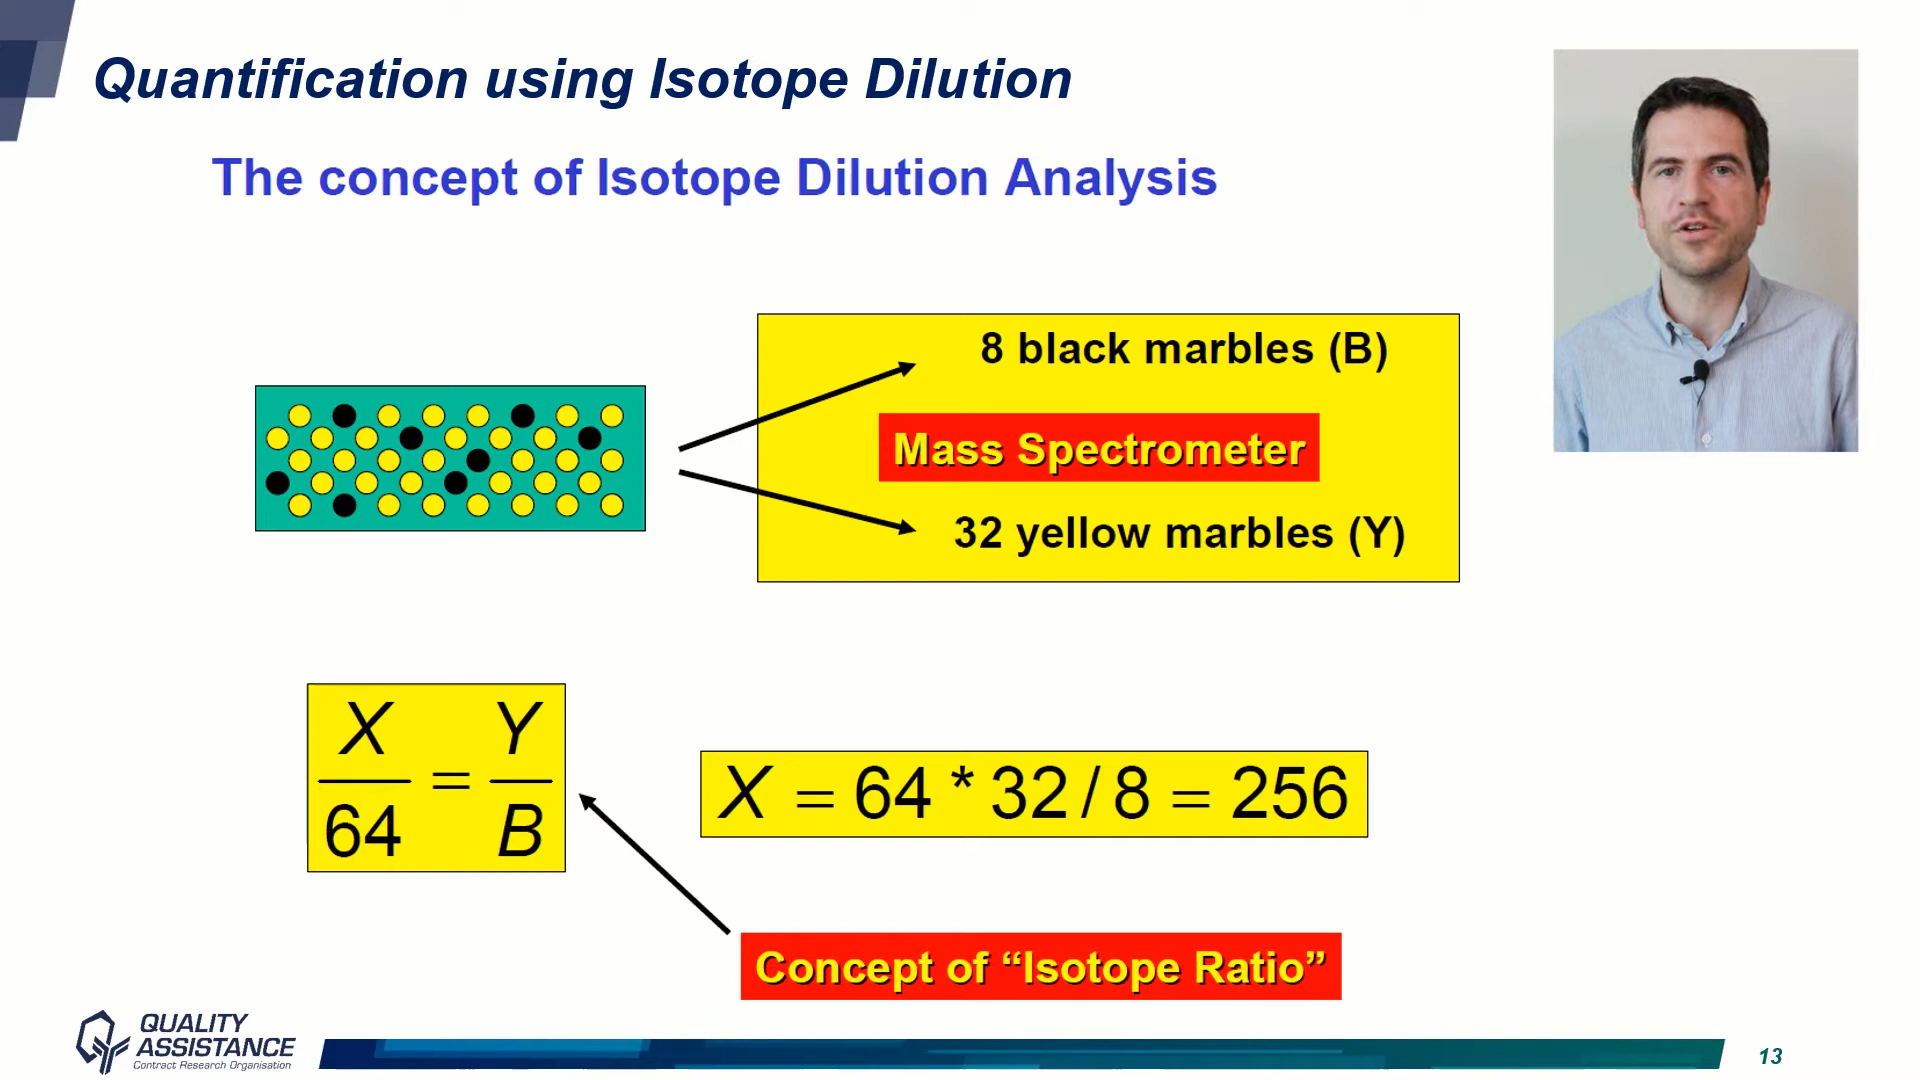 Quantification using Isotope Dilution
The concept of Isotope Dilution Analysis
8 black marbles (B)
Mass Spectrometer
32 yellow marbles (Y)
X/64 = Y/B
X = 64 * 32 / 8 = 256
Concept of “Isotope Ratio”
QUALITY
ASSISTANCE
Contract Research Organisation
13